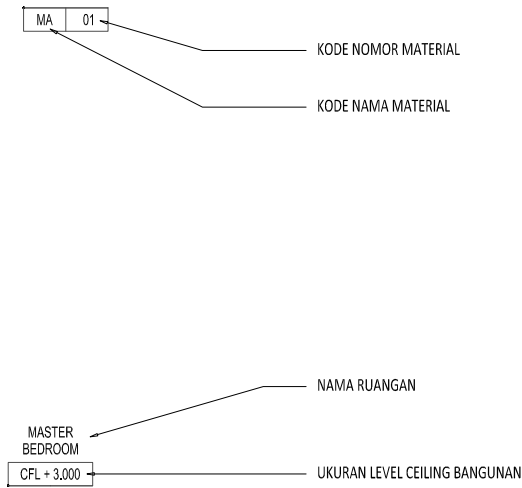 MA 01
KODE NOMOR MATERIAL
KODE NAMA MATERIAL
NAMA RUANGAN
MASTER
BEDROOM
CFL + 3.000
UKURAN LEVEL CEILING BANGUNAN